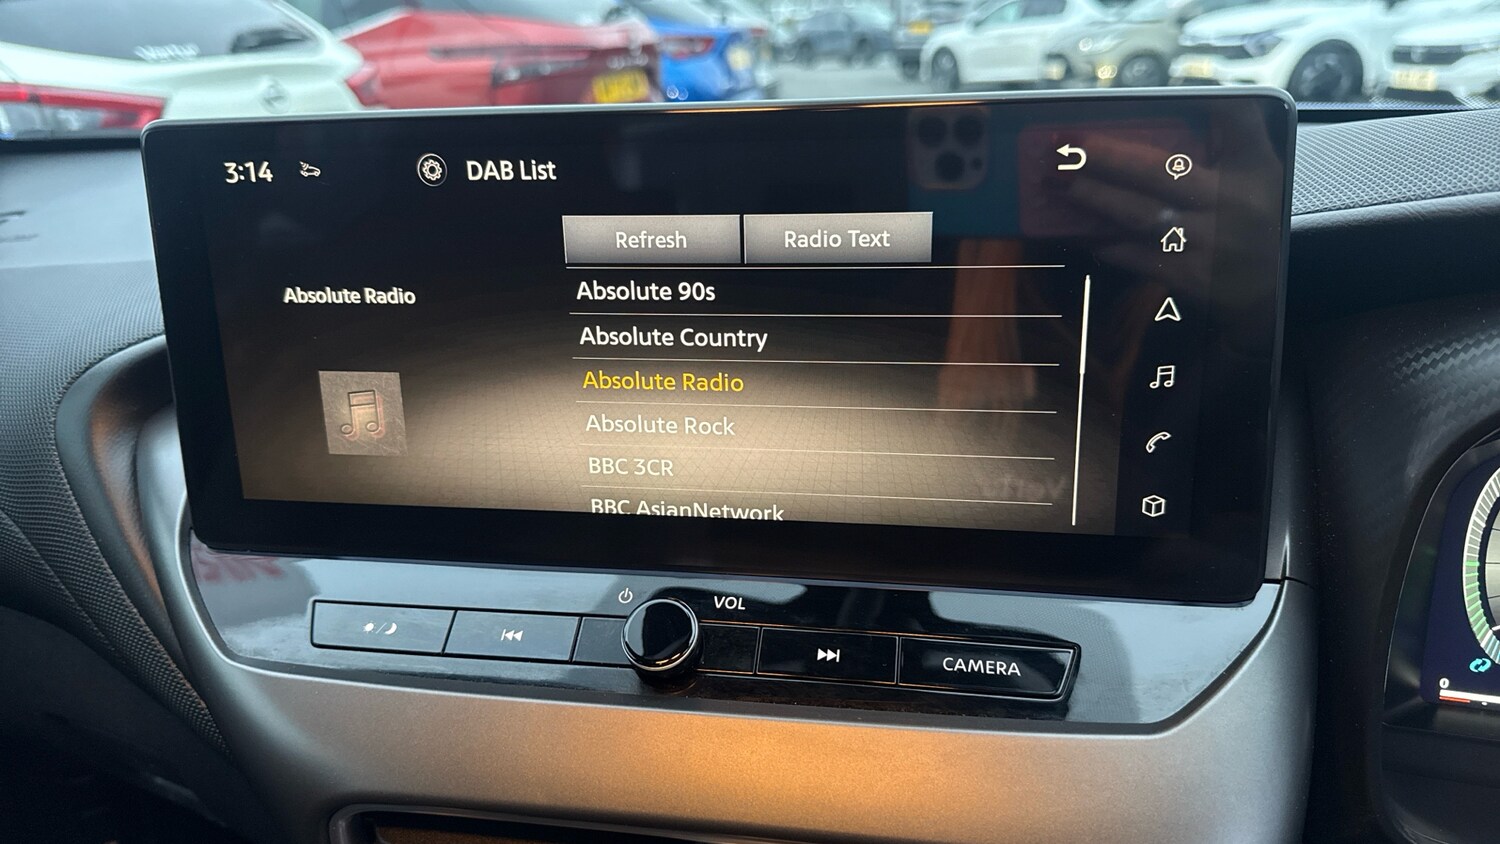 3:14
DAB List
Refresh
Radio Text
Absolute Radio
Absolute 90s
Absolute Country
Absolute Radio
Absolute Rock
BBC 3CR
BBC AsianNetwork
VOL
CAMERA
0